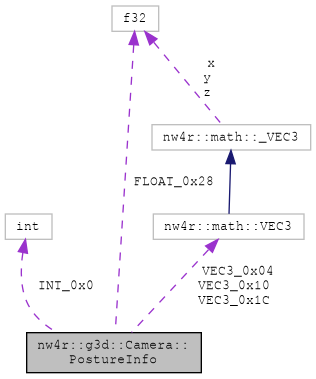 f32
x
y
z
nw4r::math::_VEC3
FLOAT_0x28
int
nw4r::math::VEC3
INT_0x0
VEC3_0x04
VEC3_0x10
VEC3_0x1C
nw4r::g3d::Camera::
PostureInfo